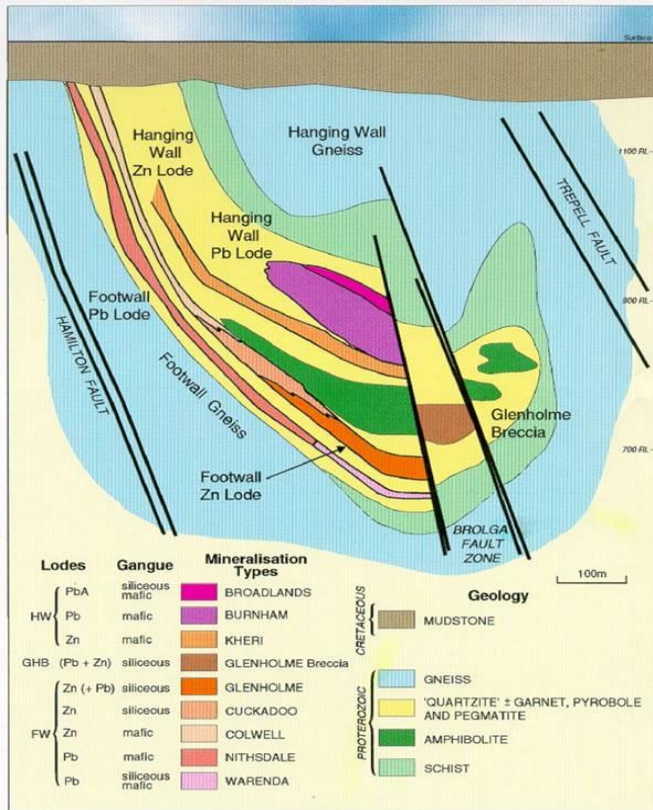 Surface
Hanging
Wall
Zn Lode
Hanging Wall
Gneiss
1100 RL
TREPELL FAULT
Hanging
Wall
Pb Lode
Footwall
Pb Lode
900 RL
HAMILTON FAULT
Footwall Gneiss
Glenholme
Breccia
700 RL
Footwall
Zn Lode
BROLGA
FAULT
ZONE
100m
Lodes Gangue Mineralisation
Types
HW PbA siliceous mafic BROADLANDS
Pb mafic BURNHAM
Zn mafic KHERI
GHB (Pb + Zn) siliceous GLENHOLME Breccia
FW Zn (+ Pb) siliceous GLENHOLME
Zn siliceous CUCKADOO
Zn mafic COLWELL
Pb mafic NITHSDALE
Pb siliceous mafic WARENDA
Geology
CRETACEOUS
MUDSTONE
PROTEROZOIC
GNEISS
'QUARTZITE' ± GARNET, PYROBOLE
AND PEGMATITE
AMPHIBOLITE
SCHIST